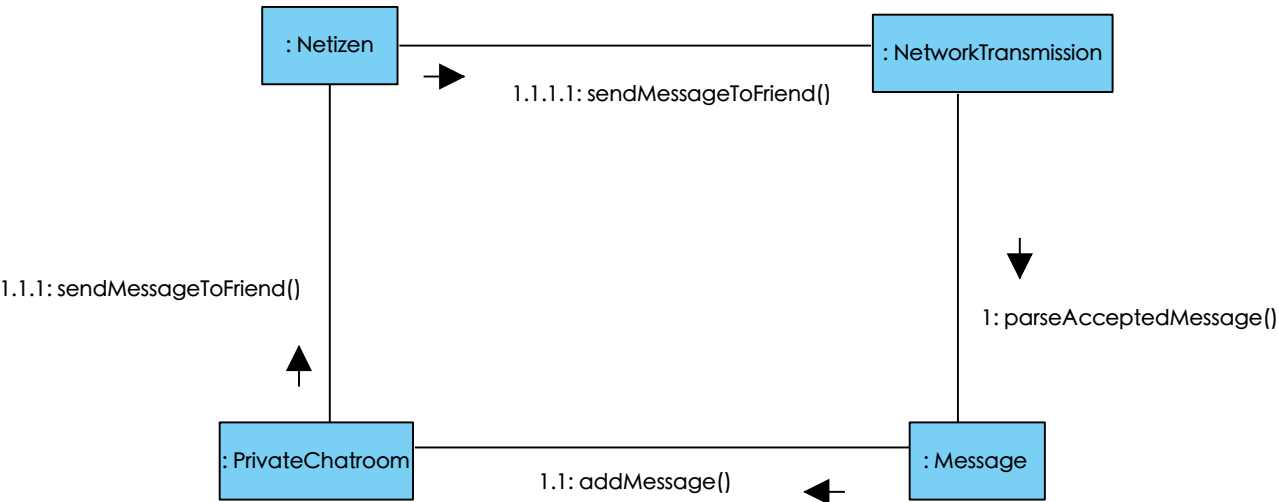 : Netizen
: NetworkTransmission
1.1.1.1: sendMessageToFriend()
1.1.1: sendMessageToFriend()
1: parseAcceptedMessage()
: PrivateChatroom
: Message
1.1: addMessage()